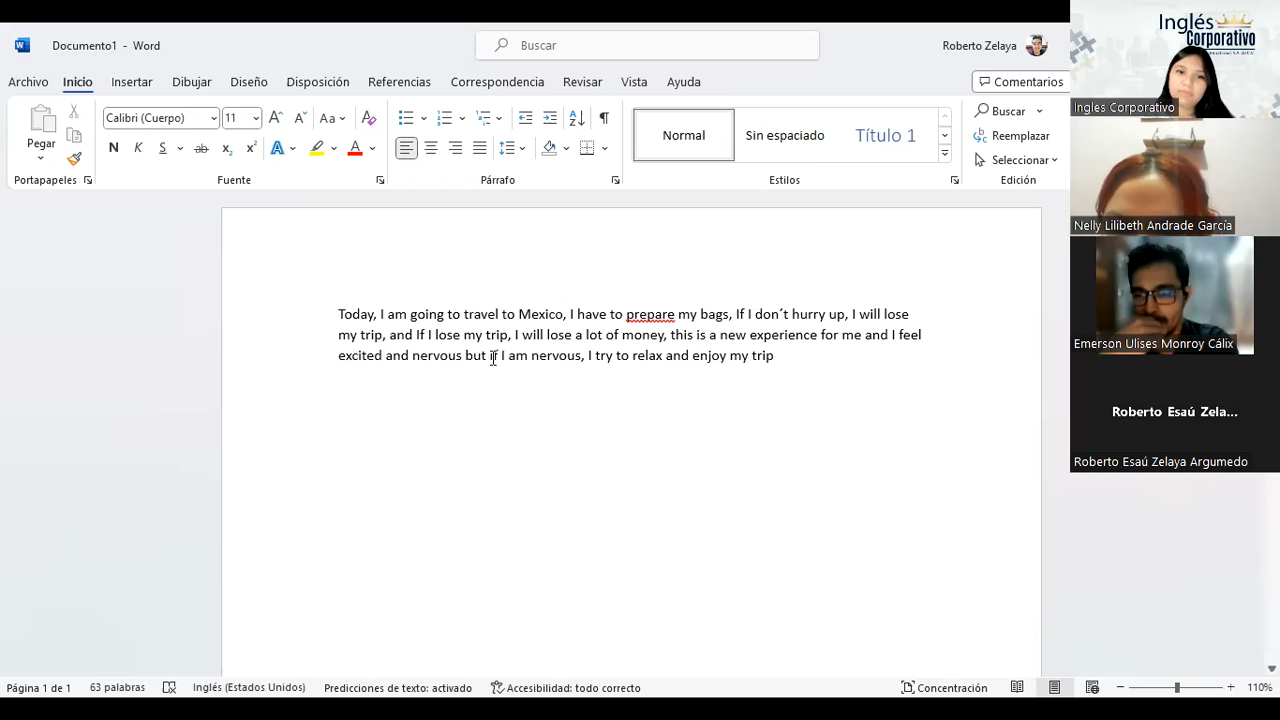 Documento1 - Word
Buscar
Roberto Zelaya
Archivo Inicio Insertar Dibujar Diseño Disposición Referencias Correspondencia Revisar Vista Ayuda
Comentarios
Pegar
Portapapeles
Calibri (Cuerpo) 11
Aa
N K S ab x₂ x² A A
Fuente
Párrafo
Normal
Sin espaciado
Título 1
Estilos
Buscar
Reemplazar
Seleccionar
Edición
Today, I am going to travel to Mexico, I have to prepare my bags, If I don´t hurry up, I will lose
my trip, and If I lose my trip, I will lose a lot of money, this is a new experience for me and I feel
excited and nervous but if I am nervous, I try to relax and enjoy my trip
Página 1 de 1
63 palabras
Inglés (Estados Unidos)
Predicciones de texto: activado
Accesibilidad: todo correcto
Concentración
110%
Inglés
Corporativo
Ingles Corporativo
Nelly Lilibeth Andrade García
Emerson Ulises Monroy Cálix
Roberto Esaú Zela...
Roberto Esaú Zelaya Argumedo